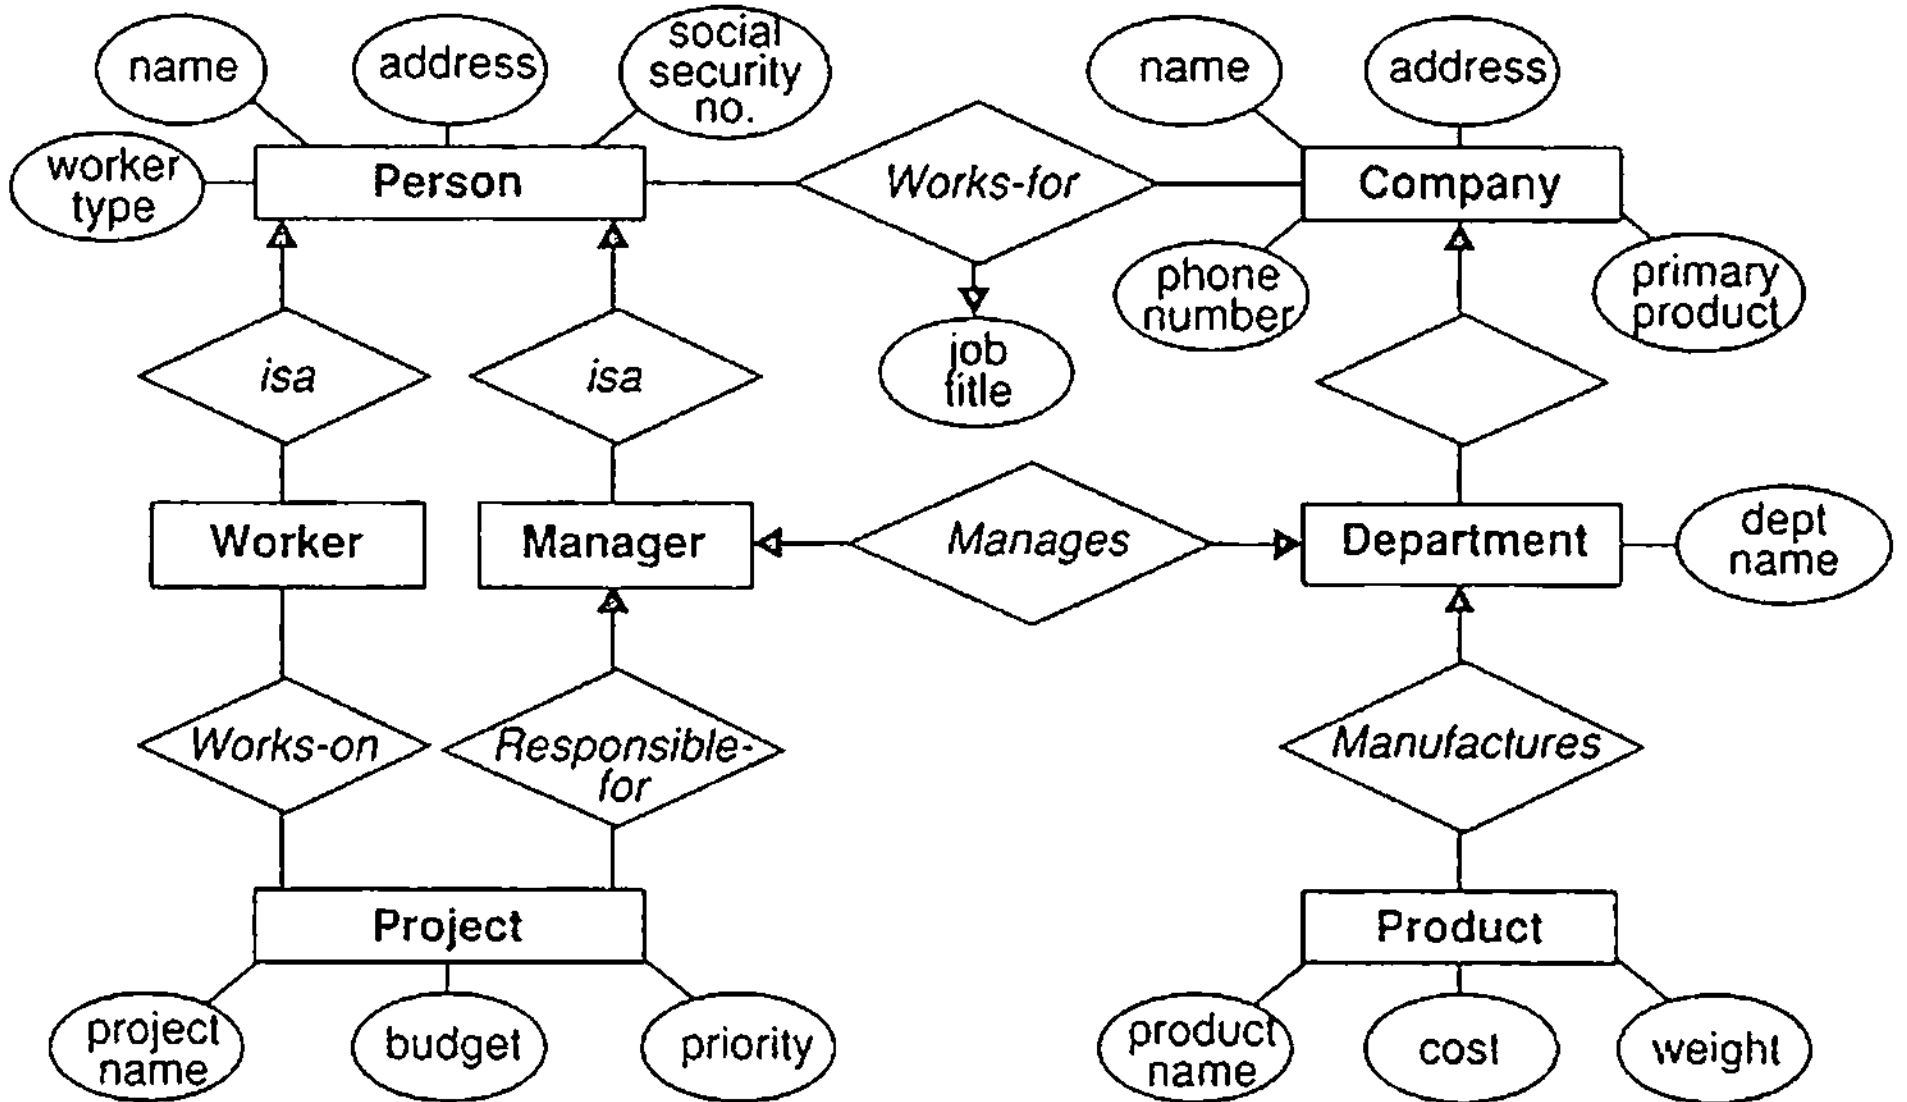 name
address
social
security
no.
name
address
worker
type
Person
Works-for
Company
phone
number
primary
product
isa
isa
job
title
Worker
Manager
Manages
Department
dept
name
Works-on
Responsible-
for
Manufactures
Project
Product
project
name
budget
priority
product
name
cost
weight